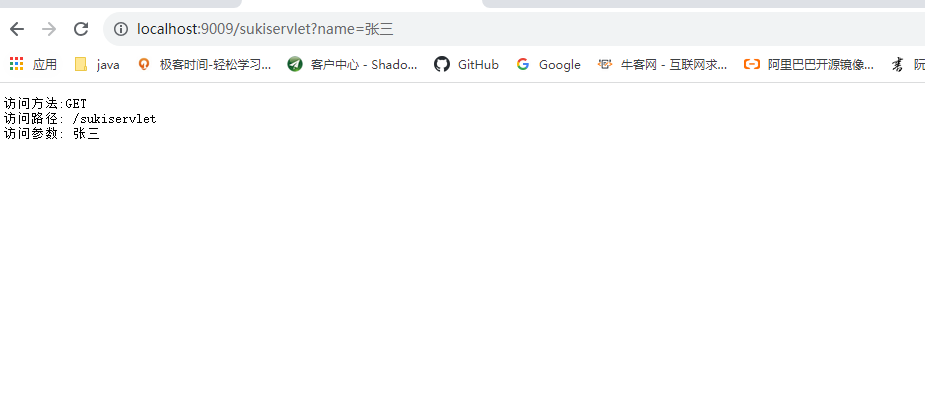 localhost:9009/sukiservlet?name=张三
应用 java 极客时间-轻松学习... 客户中心 - Shado... GitHub Google 牛客网 - 互联网求... 阿里巴巴开源镜像... 阮
访问方法:GET
访问路径: /sukiservlet
访问参数: 张三